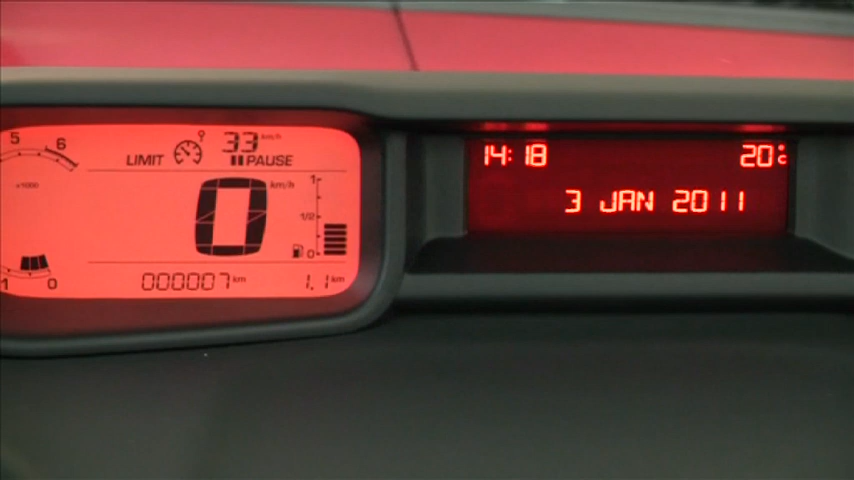 5 6
x1000
LIMIT 33 km/h
PAUSE
0 km/h
1
1/2
0
1 0
000007 km 1.1 km
14:18 20°C
3 JAN 2011